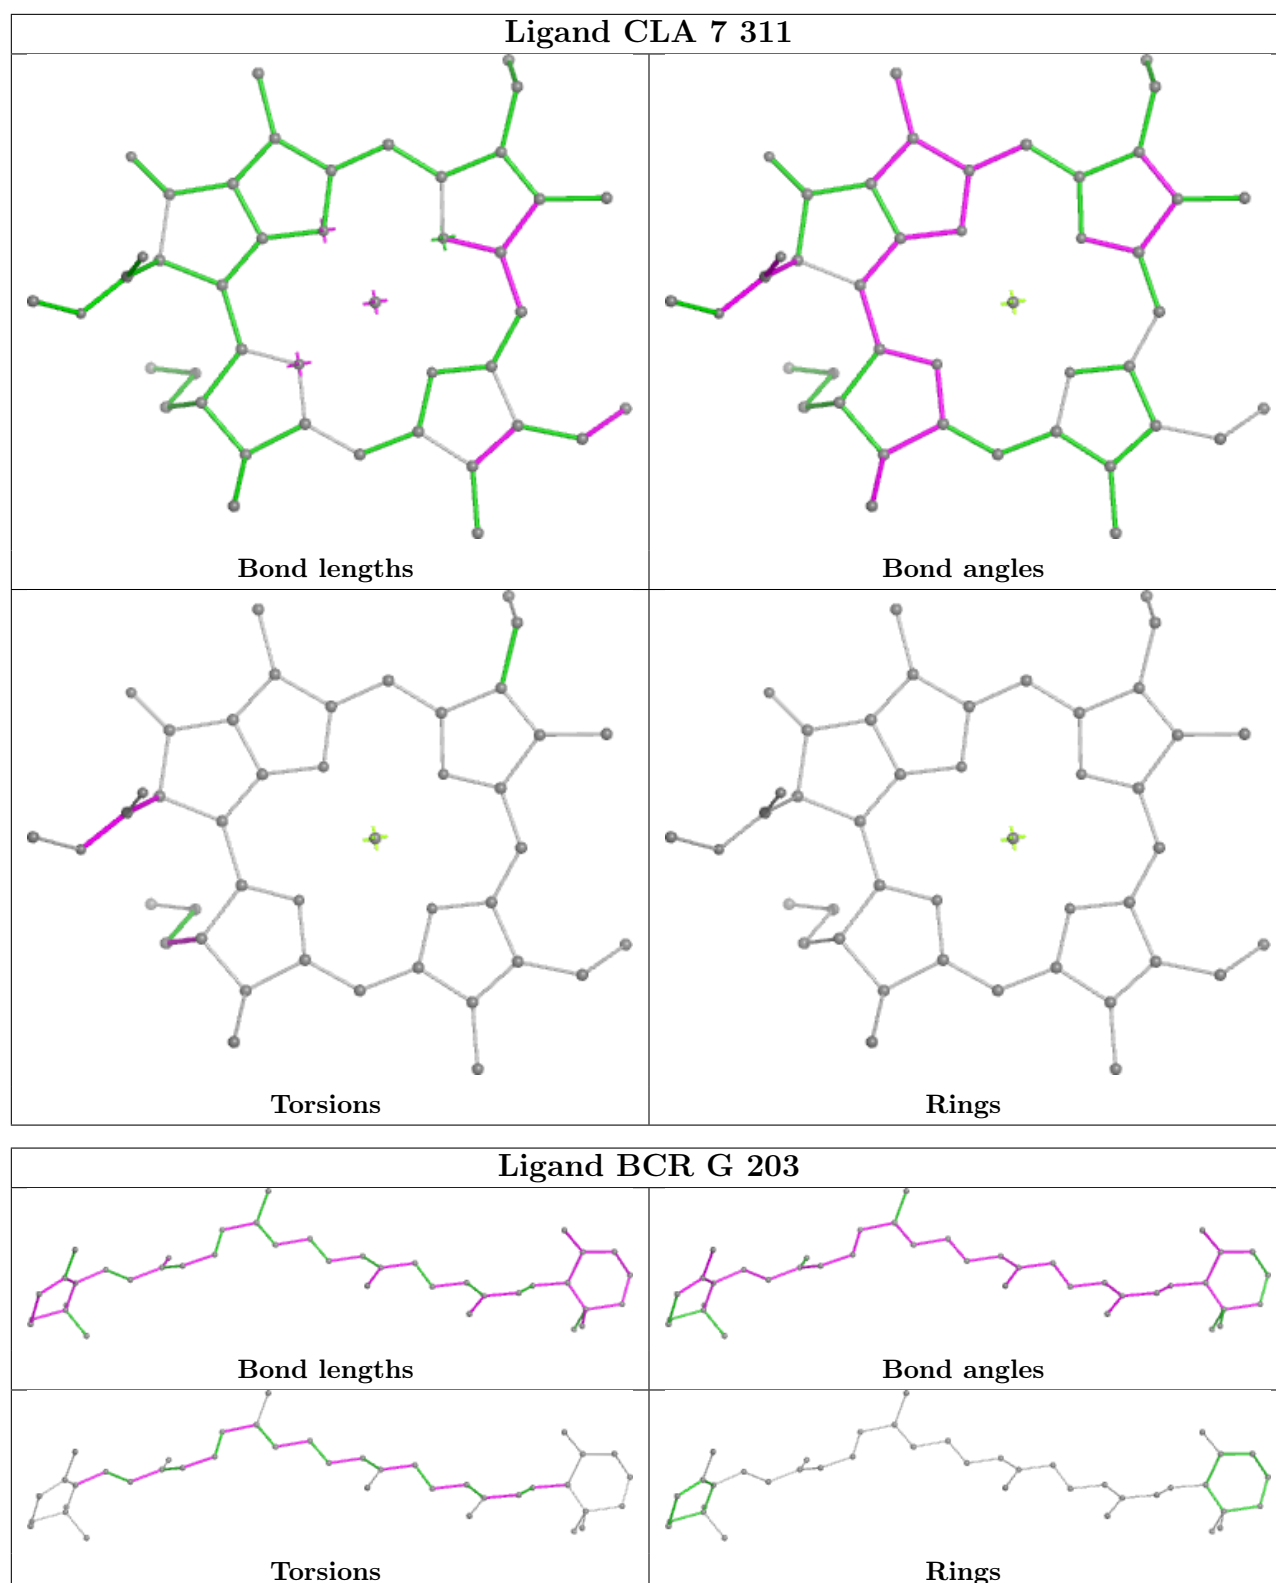 Ligand CLA 7 311
Bond lengths
Bond angles
Torsions
Rings
Ligand BCR G 203
Bond lengths
Bond angles
Torsions
Rings